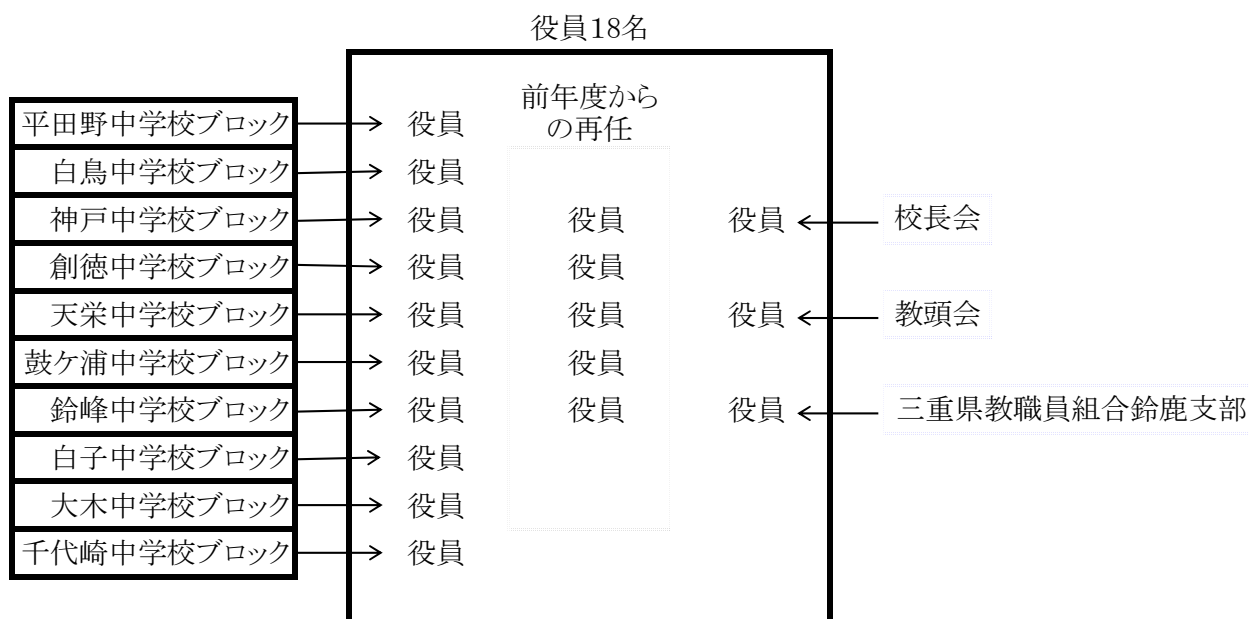 役員18名
前年度から
の再任
平田野中学校ブロック 役員
白鳥中学校ブロック 役員
神戸中学校ブロック 役員 役員 役員 校長会
創徳中学校ブロック 役員 役員
天栄中学校ブロック 役員 役員 役員 教頭会
鼓ケ浦中学校ブロック 役員 役員
鈴峰中学校ブロック 役員 役員 役員 三重県教職員組合鈴鹿支部
白子中学校ブロック 役員
大木中学校ブロック 役員
千代崎中学校ブロック 役員